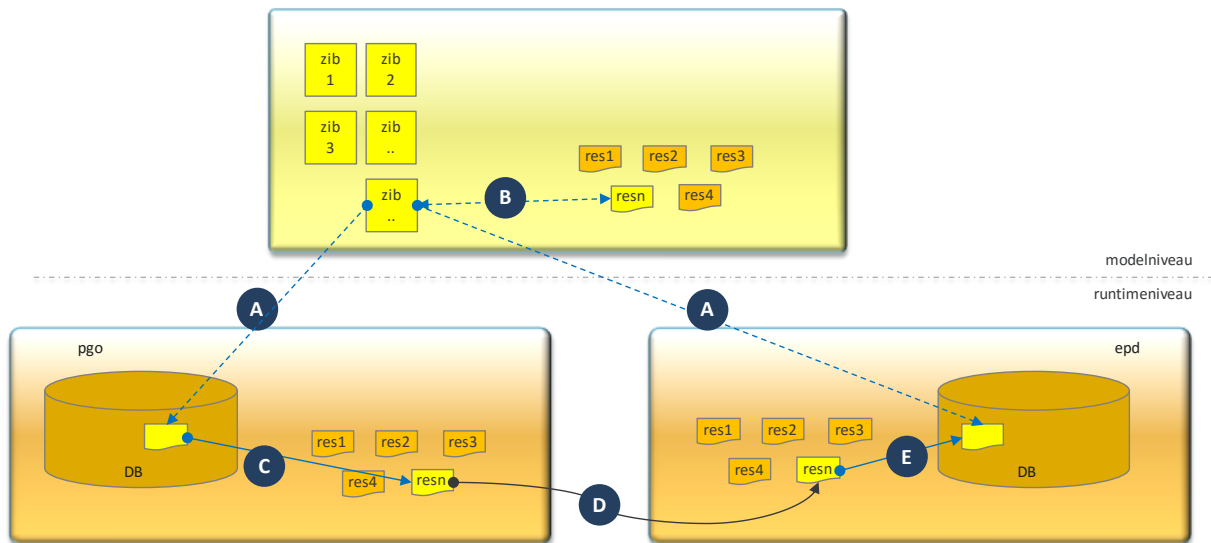 zib
1
zib
2
zib
3
zib
..
zib
..
res1
res2
res3
resn
res4
B
modelniveau
runtimeniveau
A
A
pgo
DB
res1
res2
res3
res4
resn
C
D
epd
res1
res2
res3
res4
resn
E
DB